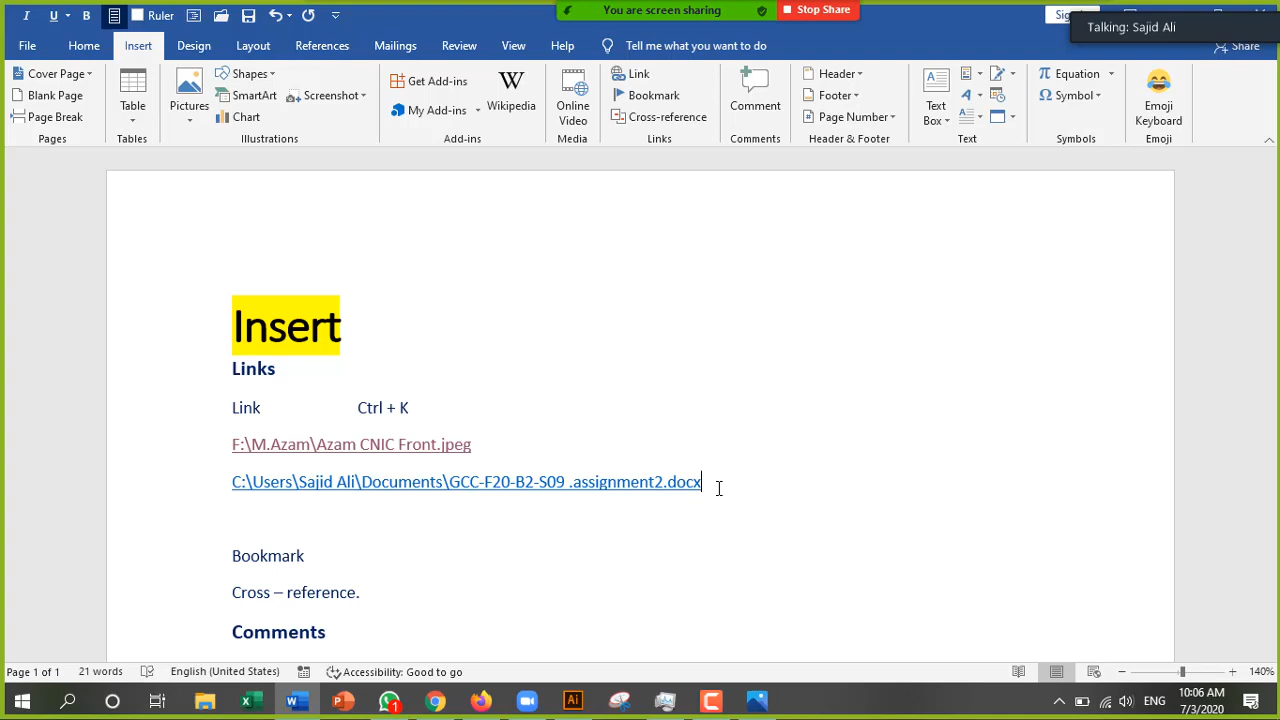 Ruler
You are screen sharing
Stop Share
Talking: Sajid Ali
File Home Insert Design Layout References Mailings Review View Help Tell me what you want to do Share
Cover Page
Blank Page
Page Break
Pages
Table
Tables
Pictures
Shapes
SmartArt
Chart
Screenshot
Illustrations
Get Add-ins
My Add-ins
W
Wikipedia
Add-ins
Online
Video
Media
Link
Bookmark
Cross-reference
Links
Comment
Comments
Header
Footer
Page Number
Header & Footer
Text
Box
Text
Equation
Symbol
Symbols
Emoji
Keyboard
Emoji
Insert
Links
Link Ctrl + K
F:\M.Azam\Azam CNIC Front.jpeg
C:\Users\Sajid Ali\Documents\GCC-F20-B2-S09 .assignment2.docx
Bookmark
Cross – reference.
Comments
Page 1 of 1 21 words English (United States) Accessibility: Good to go 140%
1
ENG
10:06 AM
7/3/2020